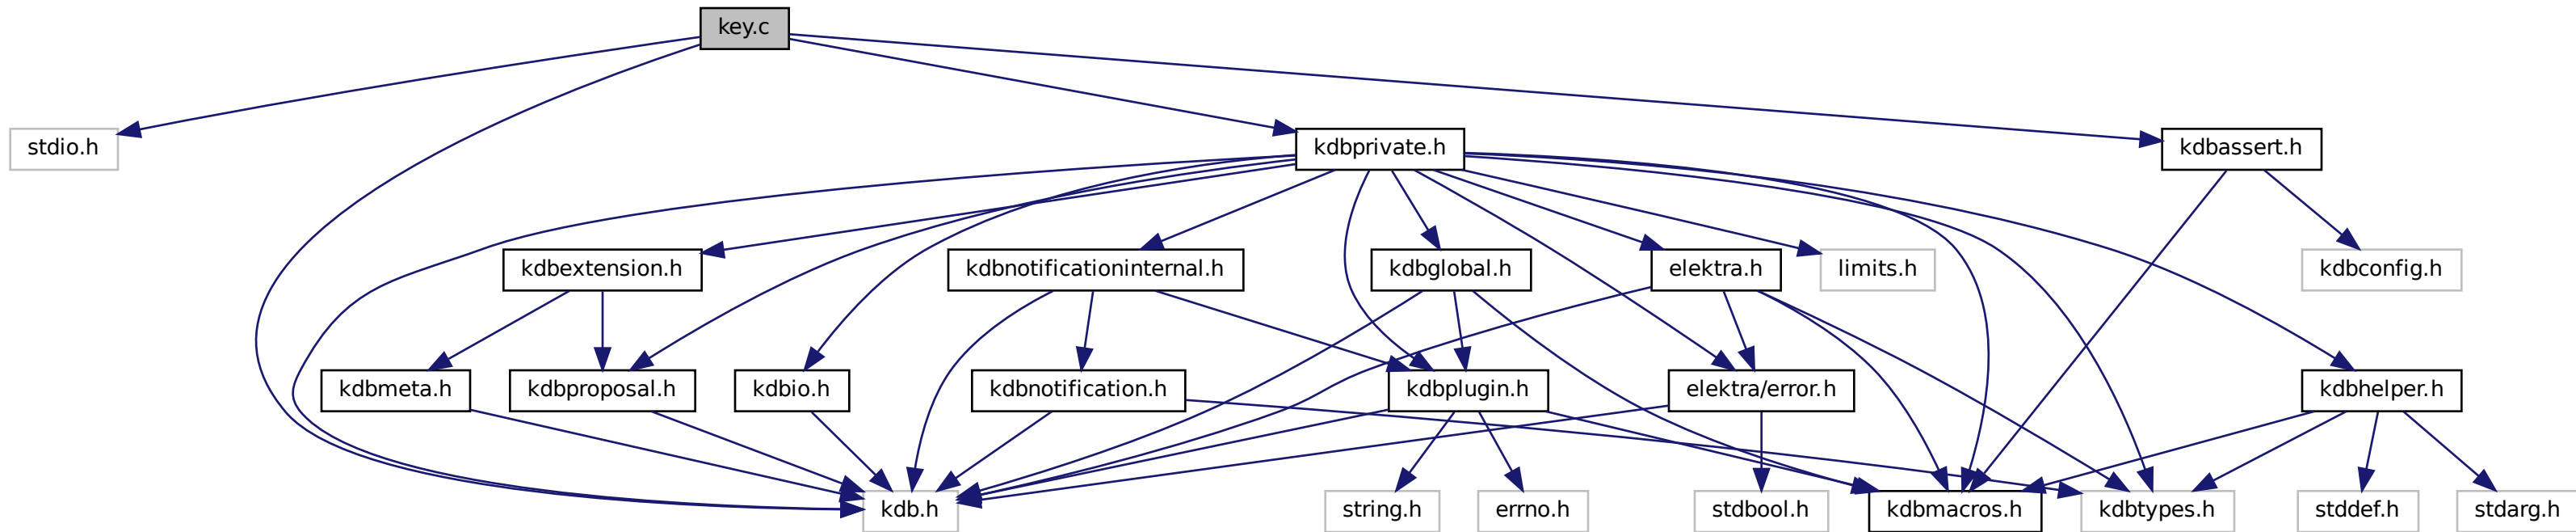 key.c
stdio.h
kdbprivate.h
kdbassert.h
kdbextension.h
kdbnotificationinternal.h
kdbglobal.h
elektra.h
limits.h
kdbconfig.h
kdbmeta.h
kdbproposal.h
kdbio.h
kdbnotification.h
kdbplugin.h
elektra/error.h
kdbhelper.h
kdb.h
string.h
errno.h
stdbool.h
kdbmacros.h
kdbtypes.h
stddef.h
stdarg.h